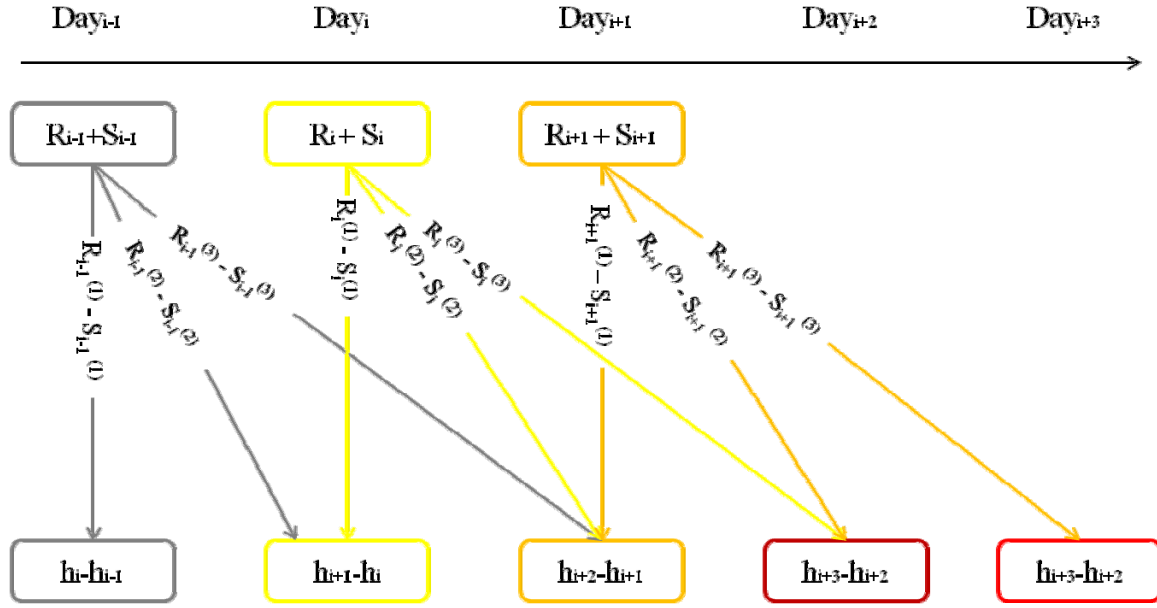 Dayi-1 Dayi Dayi+1 Dayi+2 Dayi+3
Ri-1+Si-1 Ri + Si Ri+1 + Si+1
Ri-1(1) - Si-1(1)
Ri-1(2) - Si-1(2)
Ri-1(3) - Si-1(3)
Ri(1) - Si(1)
Ri(2) - Si(2)
Ri(3) - Si(3)
Ri+1(1) – Si+1(1)
Ri+1(2) - Si+1(2)
Ri+1(3) - Si+1(3)
hi-hi-1 hi+1-hi hi+2-hi+1 hi+3-hi+2 hi+3-hi+2